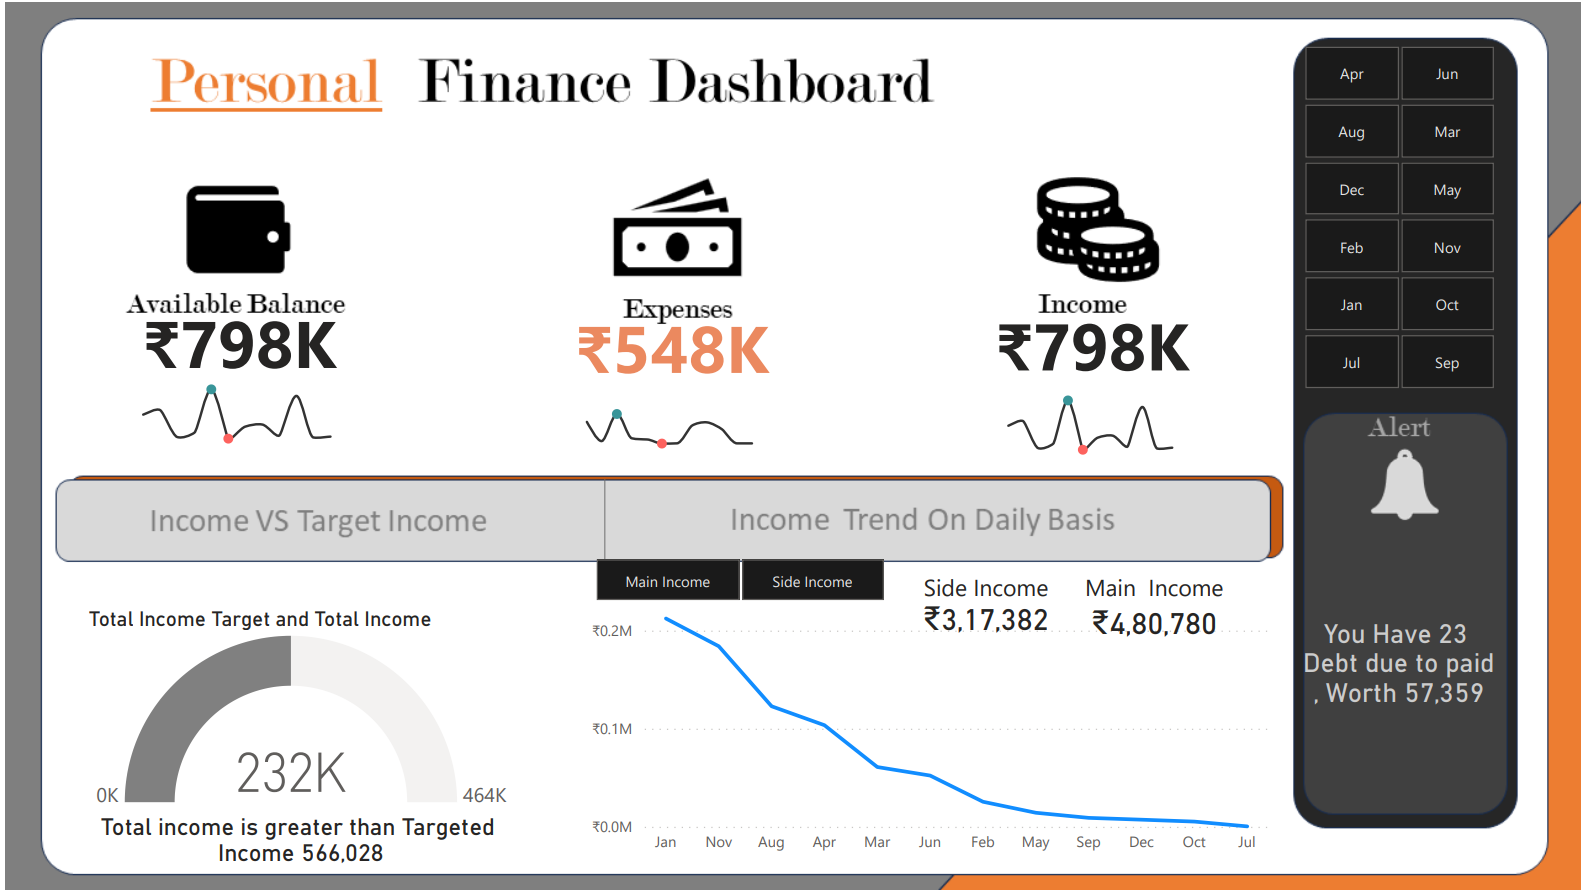 Personal Finance Dashboard
Available Balance
₹798K
Expenses
₹548K
Income
₹798K
Apr
Jun
Aug
Mar
Dec
May
Feb
Nov
Jan
Oct
Jul
Sep
Alert
You Have 23
Debt due to paid
, Worth 57,359
Income VS Target Income
Income Trend On Daily Basis
Total Income Target and Total Income
232K
0K
464K
Total income is greater than Targeted
Income 566,028
Main Income
Side Income
Side Income
₹3,17,382
Main Income
₹4,80,780
₹0.2M
₹0.1M
₹0.0M
Jan Nov Aug Apr Mar Jun Feb May Sep Dec Oct Jul